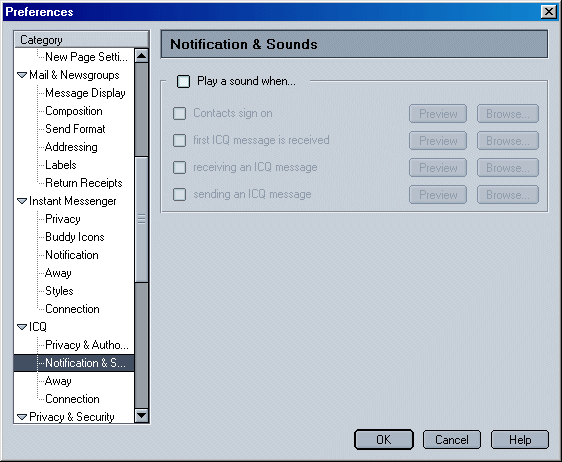 Preferences
Category
New Page Setti...
Mail & Newsgroups
Message Display
Composition
Send Format
Addressing
Labels
Return Receipts
Instant Messenger
Privacy
Buddy Icons
Notification
Away
Styles
Connection
ICQ
Privacy & Autho...
Notification & S...
Away
Connection
Privacy & Security
Notification & Sounds
Play a sound when...
Contacts sign on Preview Browse...
first ICQ message is received Preview Browse...
receiving an ICQ message Preview Browse...
sending an ICQ message Preview Browse...
OK Cancel Help